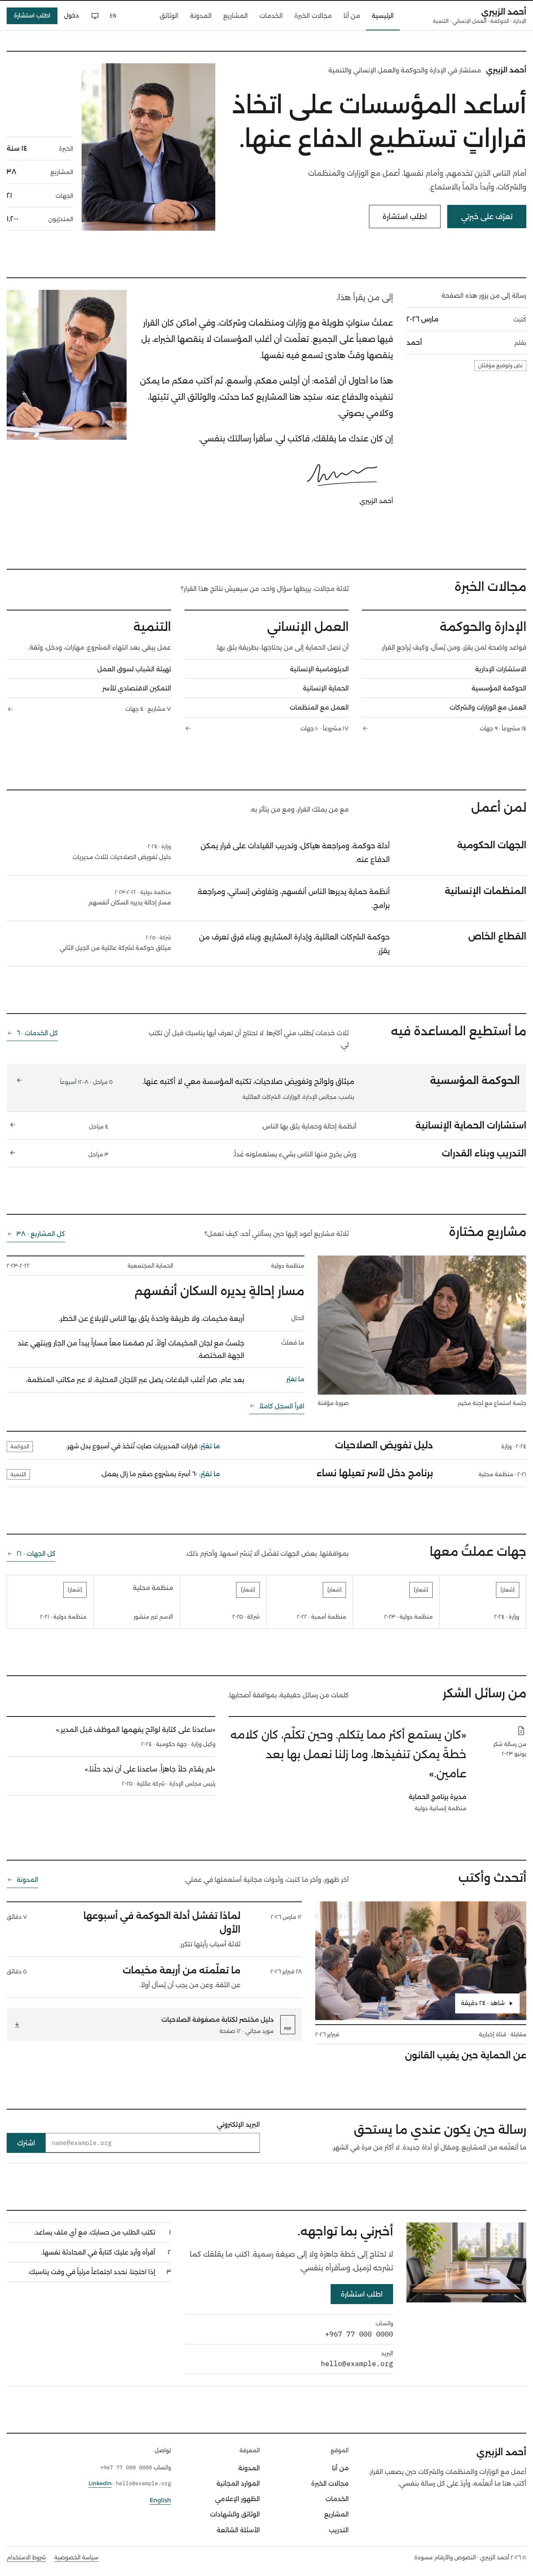 أحمد الزبيري
الإدارة · الحوكمة · العمل الإنساني · التنمية
الرئيسية
من أنا
مجالات الخبرة
الخدمات
المشاريع
المدونة
الوثائق
EN
دخول
اطلب استشارة
أحمد الزبيري مستشار في الإدارة والحوكمة والعمل الإنساني والتنمية
أساعد المؤسسات على اتخاذ
قراراتٍ تستطيع الدفاع عنها.
أمام الناس الذين تخدمهم، وأمام نفسها. أعمل مع الوزارات والمنظمات
والشركات، وأبدأ دائماً بالاستماع.
تعرّف على خبرتي
اطلب استشارة
الخبرة ١٤ سنة
المشاريع ٣٨
الجهات ٢١
المتدرّبون ١٬٢٠٠
رسالة إلى من يزور هذه الصفحة
كُتبت مارس ٢٠٢٦
بقلم أحمد
نص وتوقيع مؤقتان
إلى من يقرأ هذا،
عملتُ سنواتٍ طويلة مع وزارات ومنظمات وشركات، وفي أماكن كان القرار
فيها صعباً على الجميع. تعلّمت أن أغلب المؤسسات لا ينقصها الخبراء، بل
ينقصها وقتٌ هادئ تسمع فيه نفسها.
هذا ما أحاول أن أقدّمه: أن أجلس معكم، وأسمع، ثم أكتب معكم ما يمكن
تنفيذه والدفاع عنه. ستجد هنا المشاريع كما حدثت، والوثائق التي تثبتها،
وكلامي بصوتي.
إن كان عندك ما يقلقك، فاكتب لي. سأقرأ رسالتك بنفسي.
أحمد الزبيري
مجالات الخبرة
ثلاثة مجالات، يربطها سؤال واحد: من سيعيش نتائج هذا القرار؟
الإدارة والحوكمة
قواعد واضحة لمن يقرّر، ومن يُسأل، وكيف يُراجع القرار.
الاستشارات الإدارية
الحوكمة المؤسسية
العمل مع الوزارات والشركات
١٤ مشروعاً · ٩ جهات
العمل الإنساني
أن تصل الحماية إلى من يحتاجها، بطريقة يثق بها.
الدبلوماسية الإنسانية
الحماية الإنسانية
العمل مع المنظمات
١٧ مشروعاً · ١٠ جهات
التنمية
عمل يبقى بعد انتهاء المشروع: مهارات، ودخل، وثقة.
تهيئة الشباب لسوق العمل
التمكين الاقتصادي للأسر
٧ مشاريع · ٤ جهات
لمن أعمل
مع من يملك القرار، ومع من يتأثر به.
الجهات الحكومية
أدلة حوكمة، ومراجعة هياكل، وتدريب القيادات على قرار يمكن
الدفاع عنه.
وزارة · ٢٠٢٤
دليل تفويض الصلاحيات لثلاث مديريات
المنظمات الإنسانية
أنظمة حماية يديرها الناس أنفسهم، وتفاوض إنساني، ومراجعة
برامج.
منظمة دولية · ٢٠٢٢–٢٠٢٣
مسار إحالة يديره السكان أنفسهم
القطاع الخاص
حوكمة الشركات العائلية، وإدارة المشاريع، وبناء فرق تعرف من
يقرّر.
شركة · ٢٠٢٥
ميثاق حوكمة لشركة عائلية من الجيل الثاني
ما أستطيع المساعدة فيه
ثلاث خدمات يُطلب مني أكثرها. لا تحتاج أن تعرف أيها يناسبك قبل أن تكتب
لي.
كل الخدمات · ٦
الحوكمة المؤسسية
ميثاق ولوائح وتفويض صلاحيات، تكتبه المؤسسة معي لا أكتبه عنها.
يناسب: مجالس الإدارة، الوزارات، الشركات العائلية
٥ مراحل · ٨–١٢ أسبوعاً
استشارات الحماية الإنسانية
أنظمة إحالة وحماية يثق بها الناس.
٤ مراحل
التدريب وبناء القدرات
ورش يخرج منها الناس بشيء يستعملونه غداً.
٣ مراحل
مشاريع مختارة
ثلاثة مشاريع أعود إليها حين يسألني أحد: كيف تعمل؟
كل المشاريع · ٣٨
جلسة استماع مع لجنة مخيم
صورة مؤقتة
منظمة دولية
الحماية المجتمعية
٢٠٢٢–٢٠٢٣
مسار إحالةٍ يديره السكان أنفسهم
الحال أربعة مخيمات، ولا طريقة واحدة يثق بها الناس للإبلاغ عن الخطر.
ما فعلتُ جلستُ مع لجان المخيمات أولاً، ثم صمّمنا معاً مساراً يبدأ من الجار وينتهي عند
الجهة المختصة.
ما تغيّر بعد عام، صار أغلب البلاغات يصل عبر اللجان المحلية، لا عبر مكاتب المنظمة.
اقرأ السجل كاملاً
٢٠٢٤ · وزارة
دليل تفويض الصلاحيات
ما تغيّر: قرارات المديريات صارت تُتخذ في أسبوع بدل شهر.
الحوكمة
٢٠٢١ · منظمة محلية
برنامج دخل لأسر تعيلها نساء
ما تغيّر: ٦٠ أسرة بمشروع صغير ما زال يعمل.
التنمية
جهات عملتُ معها
بموافقتها. بعض الجهات تفضّل ألا يُنشر اسمها، وأحترم ذلك.
كل الجهات · ٢١
[شعار]
وزارة · ٢٠٢٤
[شعار]
منظمة دولية · ٢٠٢٣
[شعار]
منظمة أممية · ٢٠٢٢
[شعار]
شركة · ٢٠٢٥
منظمة محلية
الاسم غير منشور
[شعار]
منظمة دولية · ٢٠٢١
من رسائل الشكر
كلمات من رسائل حقيقية، بموافقة أصحابها.
من رسالة شكر
يونيو ٢٠٢٣
«كان يستمع أكثر مما يتكلم. وحين تكلّم، كان كلامه
خطةً يمكن تنفيذها، وما زلنا نعمل بها بعد
عامين.»
مديرة برنامج الحماية
منظمة إنسانية دولية
«ساعدنا على كتابة لوائح يفهمها الموظف قبل المدير.»
وكيل وزارة · جهة حكومية · ٢٠٢٤
«لم يقدّم حلاً جاهزاً. ساعدنا على أن نجد حلّنا.»
رئيس مجلس الإدارة · شركة عائلية · ٢٠٢٥
أتحدث وأكتب
آخر ظهور، وآخر ما كتبت، وأدوات مجانية أستعملها في عملي.
المدونة
شاهد · ٢٤ دقيقة
مقابلة · قناة إخبارية
فبراير ٢٠٢٦
عن الحماية حين يغيب القانون
١٢ مارس ٢٠٢٦
لماذا تفشل أدلة الحوكمة في أسبوعها
الأول
ثلاثة أسباب رأيتها تتكرر.
٧ دقائق
٢٨ فبراير ٢٠٢٦
ما تعلّمته من أربعة مخيمات
عن الثقة، وعن من يجب أن يُسأل أولاً.
٥ دقائق
PDF
دليل مختصر لكتابة مصفوفة الصلاحيات
مورد مجاني · ١٢ صفحة
رسالة حين يكون عندي ما يستحق
ما أتعلّمه من المشاريع، ومقال أو أداة جديدة. لا أكثر من مرة في الشهر.
البريد الإلكتروني
name@example.org
اشترك
أخبرني بما تواجهه.
لا تحتاج إلى خطة جاهزة ولا إلى صيغة رسمية. اكتب ما يقلقك كما
تشرحه لزميل، وسأقرأه بنفسي.
اطلب استشارة
واتساب
+967 77 000 0000
البريد
hello@example.org
١ تكتب الطلب من حسابك، مع أي ملف يساعد.
٢ أقرأه وأرد عليك كتابةً في المحادثة نفسها.
٣ إذا احتجنا، نحدد اجتماعاً مرئياً في وقت يناسبك.
أحمد الزبيري
أعمل مع الوزارات والمنظمات والشركات حين يصعب القرار.
أكتب هنا ما أتعلّمه، وأردّ على كل رسالة بنفسي.
الموقع
من أنا
مجالات الخبرة
الخدمات
المشاريع
التدريب
المعرفة
المدونة
الموارد المجانية
الظهور الإعلامي
الوثائق والشهادات
الأسئلة الشائعة
تواصل
واتساب +967 77 000 0000
hello@example.org · LinkedIn
English
© ٢٠٢٦ أحمد الزبيري · النصوص والأرقام مسودة
سياسة الخصوصية
شروط الاستخدام